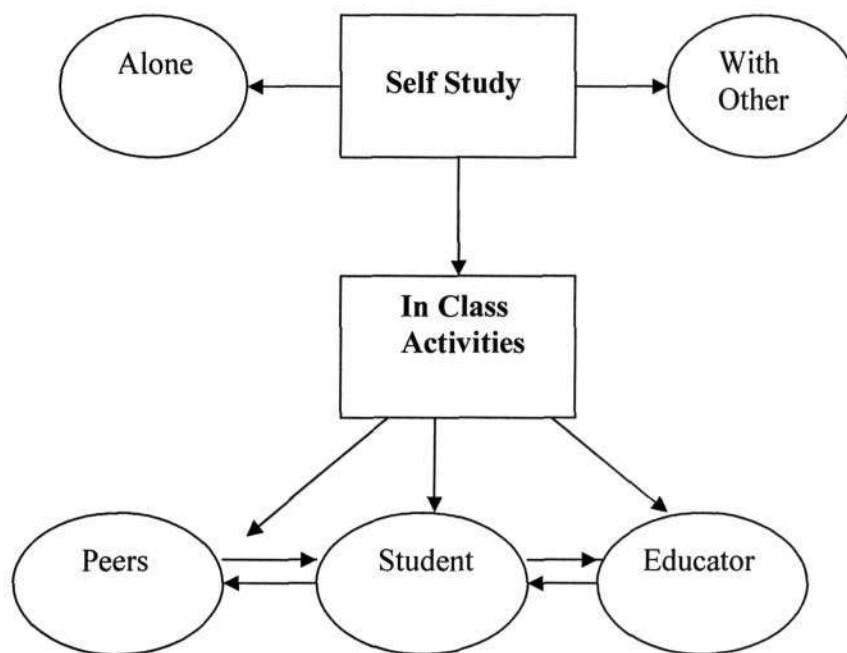 Alone
Self Study
With
Other
In Class
Activities
Peers
Student
Educator